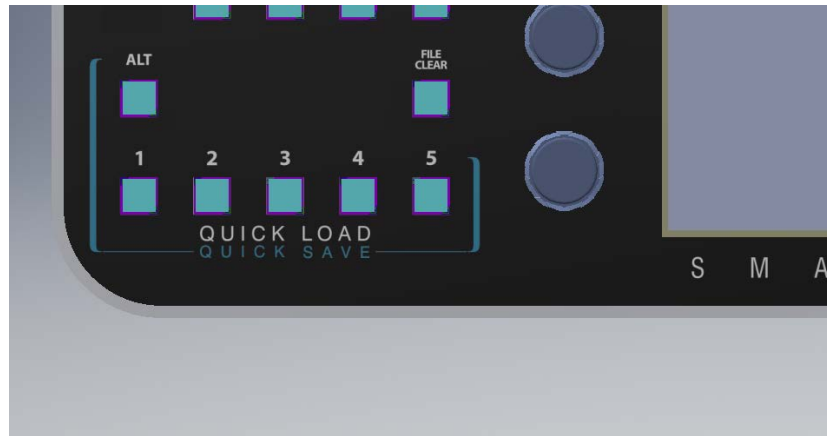 ALT
FILE
CLEAR
1 2 3 4 5
QUICK LOAD
QUICK SAVE
S M A